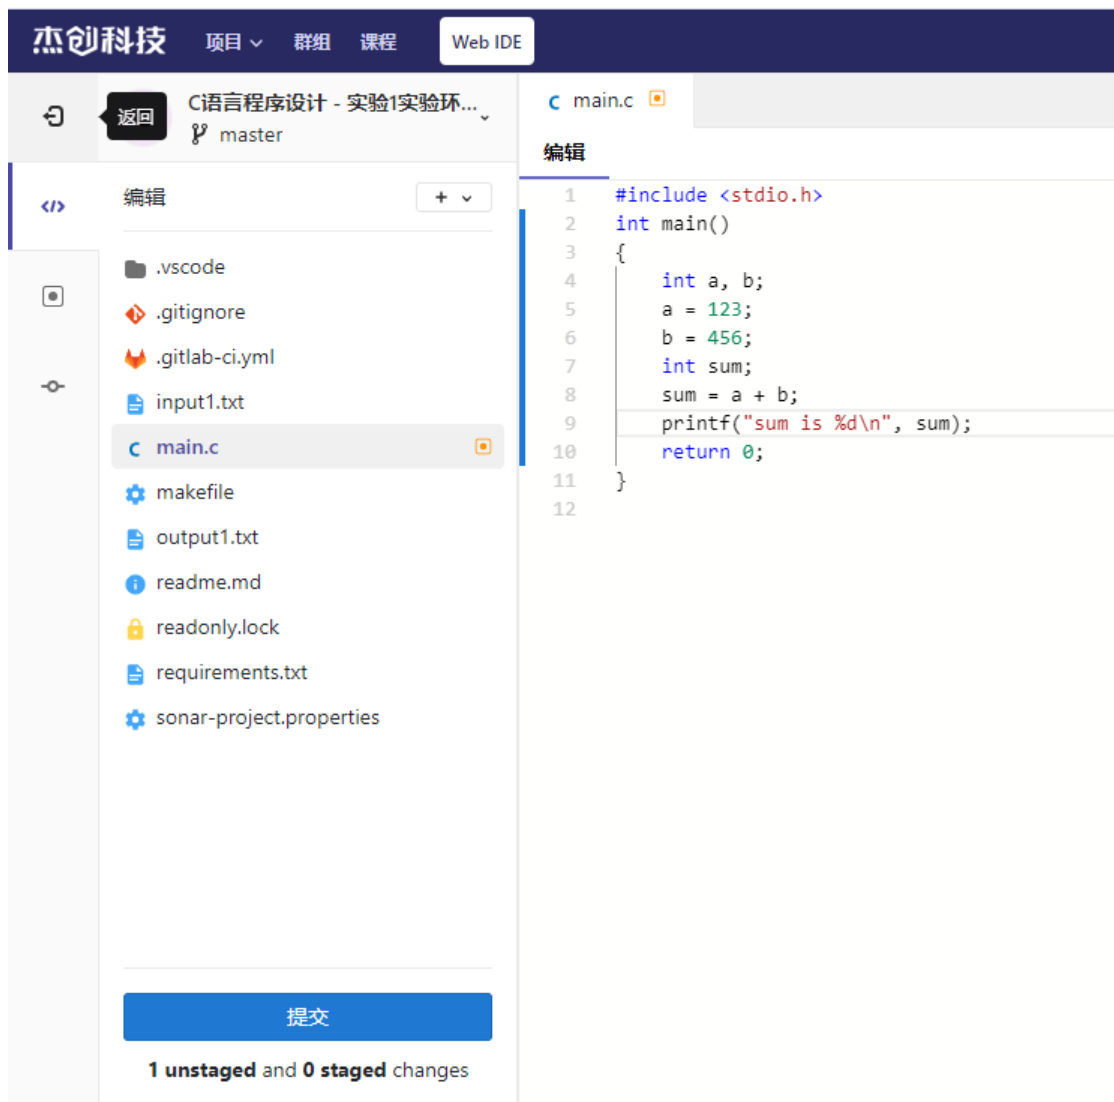 杰创科技 项目 群组 课程 Web IDE
返回
C语言程序设计 - 实验1实验环...
master
编辑
.vscode
.gitignore
.gitlab-ci.yml
input1.txt
main.c
makefile
output1.txt
readme.md
readonly.lock
requirements.txt
sonar-project.properties
提交
1 unstaged and 0 staged changes
main.c
编辑
1 #include <stdio.h>
2 int main()
3 {
4     int a, b;
5     a = 123;
6     b = 456;
7     int sum;
8     sum = a + b;
9     printf("sum is %d\n", sum);
10     return 0;
11 }
12